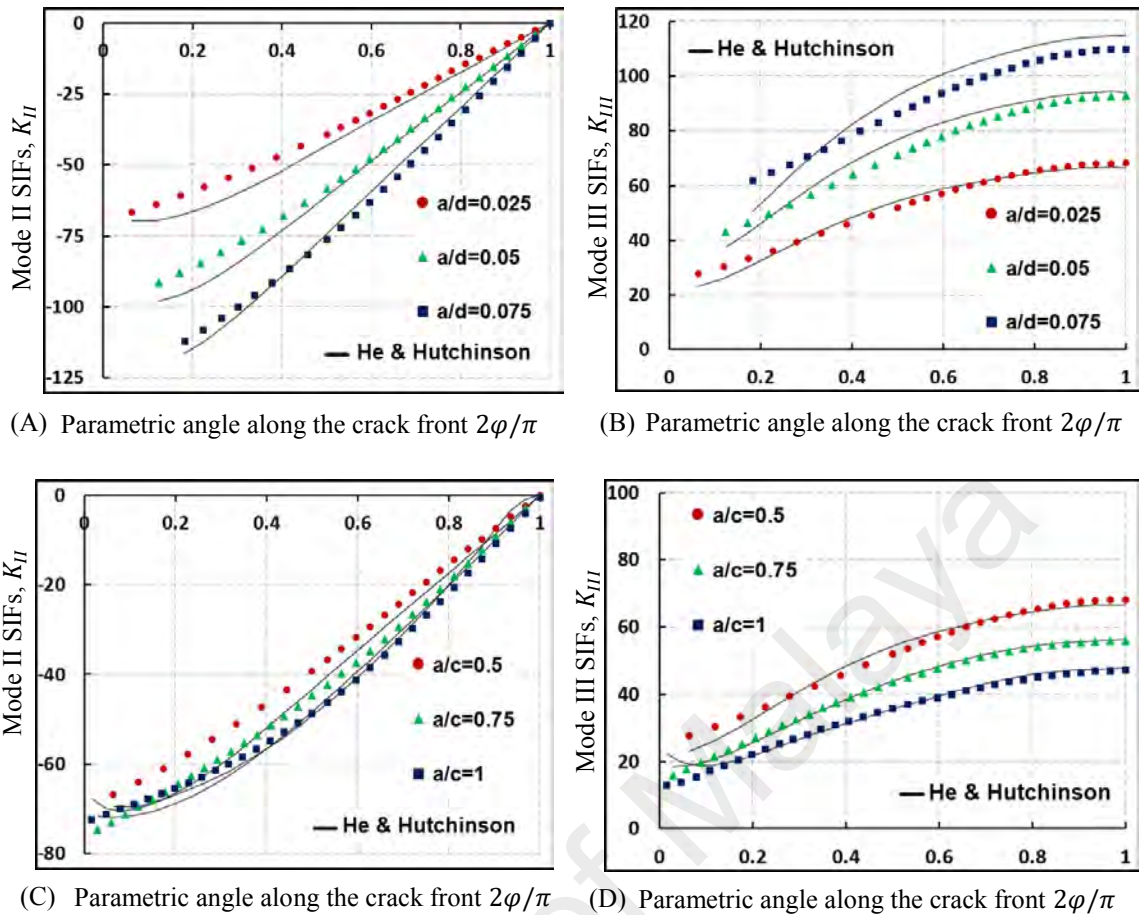 0
-25
-50
-75
-100
-125
0 0.2 0.4 0.6 0.8 1
Mode II SIFs, K_II
a/d=0.025
a/d=0.05
a/d=0.075
He & Hutchinson
(A) Parametric angle along the crack front 2φ/π
120
100
80
60
40
20
0
0 0.2 0.4 0.6 0.8 1
Mode III SIFs, K_III
He & Hutchinson
a/d=0.025
a/d=0.05
a/d=0.075
(B) Parametric angle along the crack front 2φ/π
0
-20
-40
-60
-80
0 0.2 0.4 0.6 0.8 1
Mode II SIFs, K_II
a/c=0.5
a/c=0.75
a/c=1
He & Hutchinson
(C) Parametric angle along the crack front 2φ/π
100
80
60
40
20
0
0 0.2 0.4 0.6 0.8 1
Mode III SIFs, K_III
a/c=0.5
a/c=0.75
a/c=1
He & Hutchinson
(D) Parametric angle along the crack front 2φ/π
of Malaya